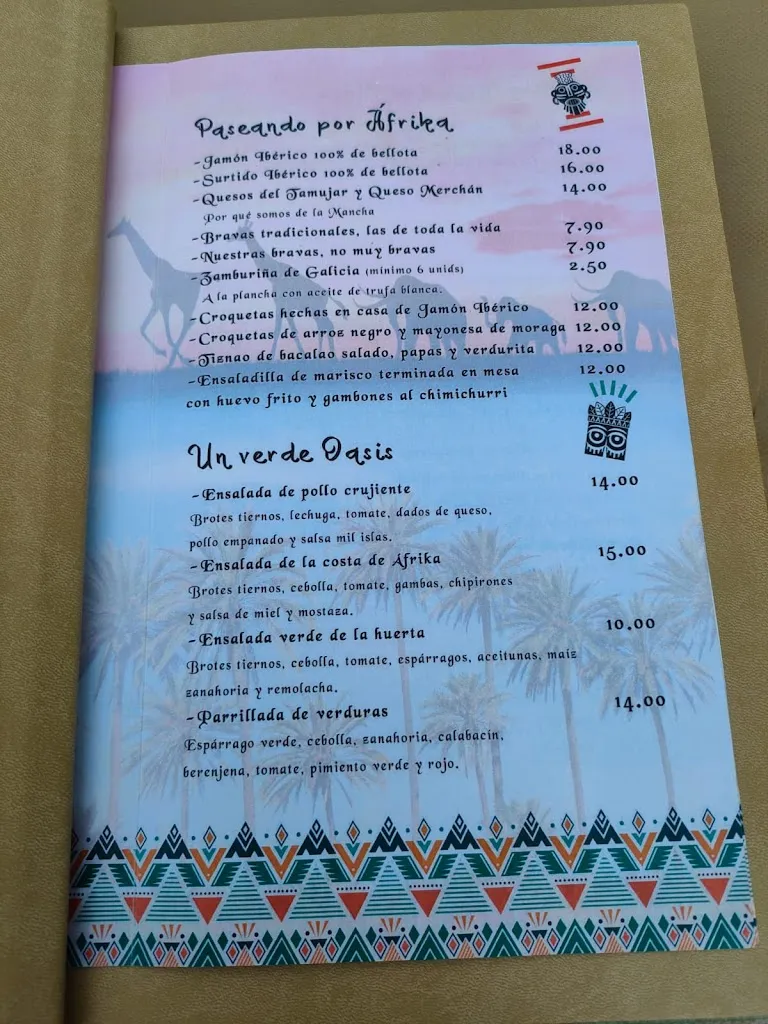 Paseando por Áfrika
-Jamón Ibérico 100% de bellota 18.00
-Surtido Ibérico 100% de bellota 16.00
-Quesos del Tamujar y Queso Merchán 14.00
Por qué somos de la Mancha
-Bravas tradicionales, las de toda la vida 7.90
-Nuestras bravas, no muy bravas 7.90
-Zamburiña de Galicia (mínimo 6 unids) 2.50
A la plancha con aceite de trufa blanca.
-Croquetas hechas en casa de Jamón Ibérico 12.00
-Croquetas de arroz negro y mayonesa de moraga 12.00
-Tiznao de bacalao salado, papas y verdurita 12.00
-Ensaladilla de marisco terminada en mesa 12.00
con huevo frito y gambones al chimichurri
Un verde Oasis
-Ensalada de pollo crujiente 14.00
Brotes tiernos, lechuga, tomate, dados de queso,
pollo empanado y salsa mil islas.
-Ensalada de la costa de Áfrika 15.00
Brotes tiernos, cebolla, tomate, gambas, chipirones
y salsa de miel y mostaza.
-Ensalada verde de la huerta 10.00
Brotes tiernos, cebolla, tomate, espárragos, aceitunas, maiz
zanahoria y remolacha.
-Parrillada de verduras 14.00
Espárrago verde, cebolla, zanahoria, calabacín,
berenjena, tomate, pimiento verde y rojo.